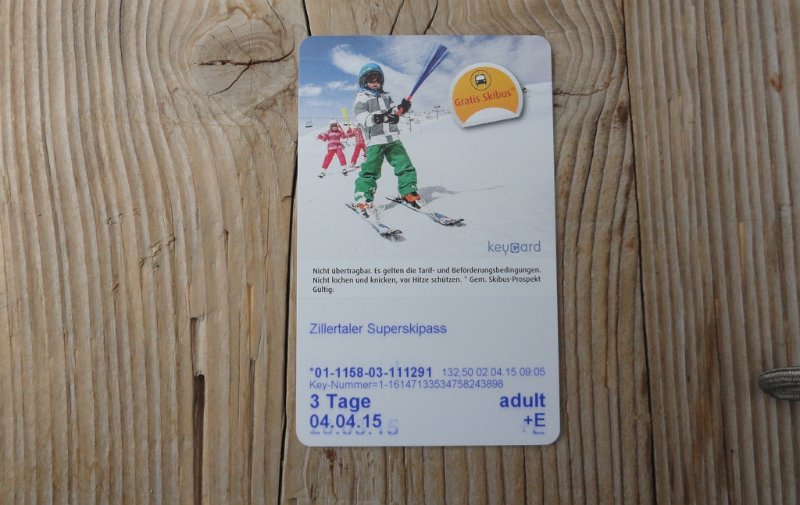 Gratis Skibus*
keycard
Nicht übertragbar. Es gelten die Tarif- und Beförderungsbedingungen.
Nicht lochen und knicken, vor Hitze schützen. * Gem. Skibus-Prospekt
Gültig:
Zillertaler Superskipass
*01-1158-03-111291 132,50 02.04.15 09:05
Key-Nummer=1-16147133534758243898
3 Tage adult
04.04.15 +E